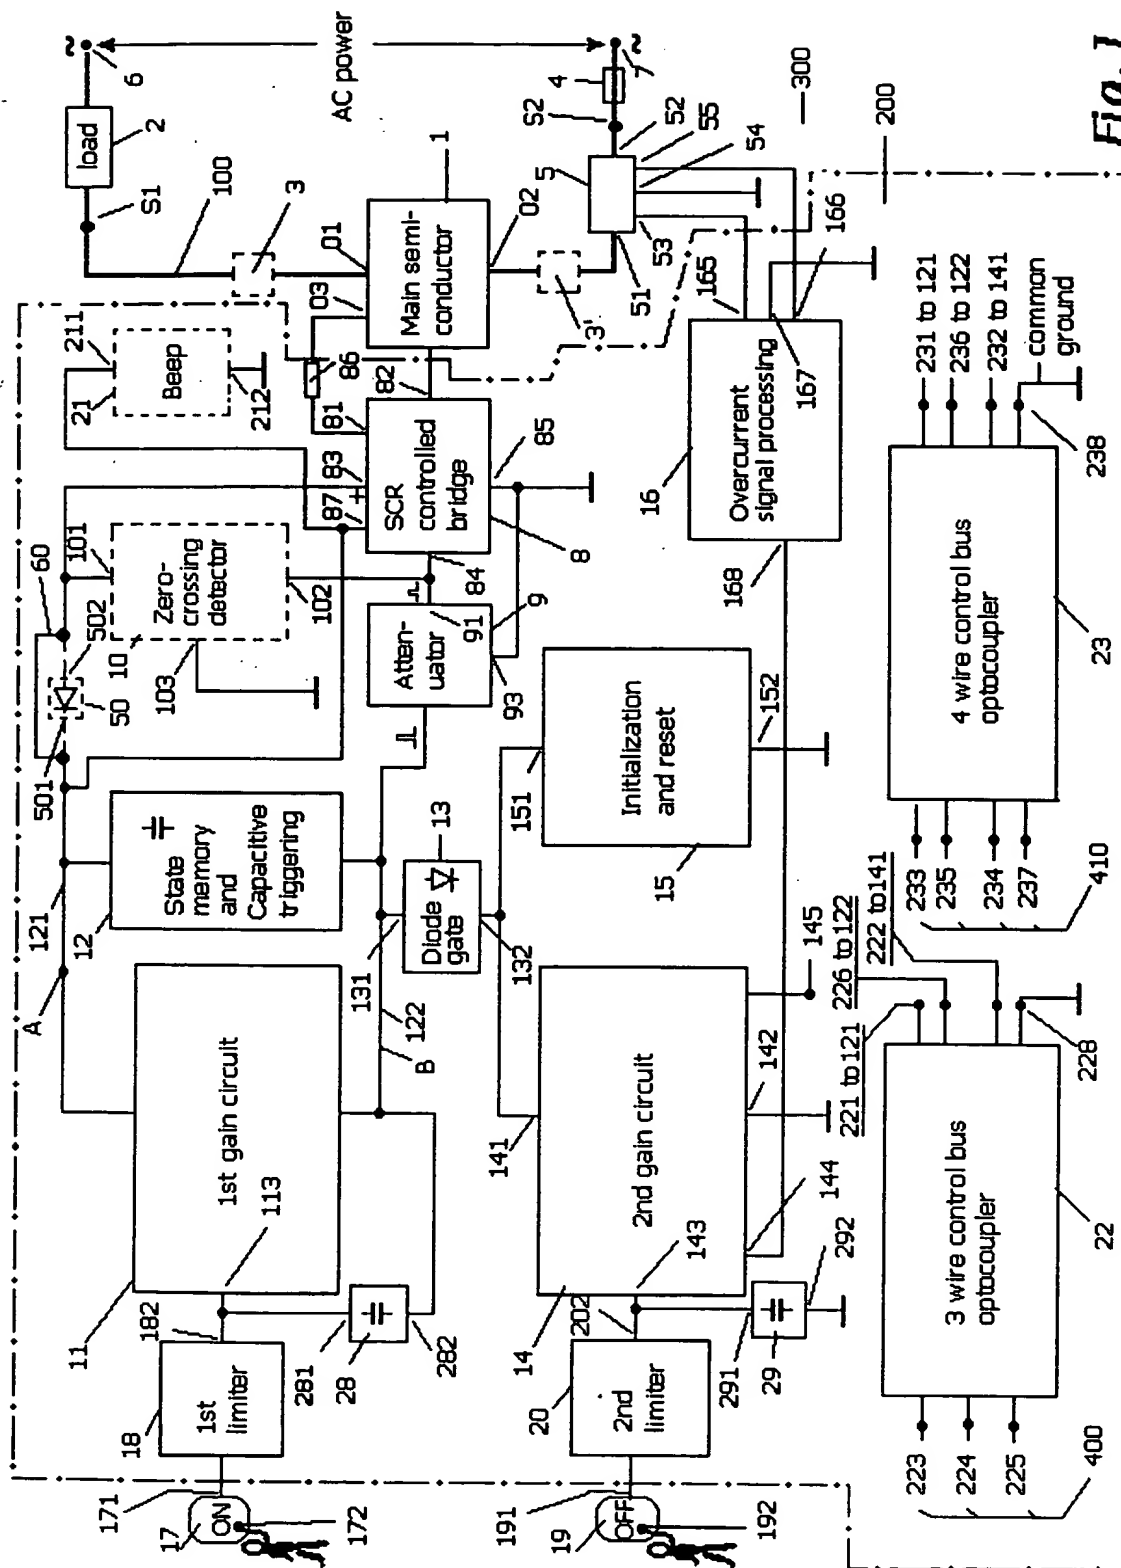 Fig. 1
AC power
~
6
load
2
S1
100
3
01
03
Main semi-
conductor
1
02
3'
51
5
53
54
55
52
S2
4
7
~
300
200
211
21
Beep
212
86
82
81
83
87
+
SCR
controlled
bridge
85
8
84
60
502
50
501
101
Zero-
crossing
detector
10
102
103
Atten-
uator
91
9
93
165
166
167
16
Overcurrent
signal processing
168
A
121
12
State
memory
and
Capacitive
triggering
131
Diode
gate
13
132
122
B
151
Initialization
and reset
15
152
11
1st gain circuit
113
182
18
1st
limiter
281
28
282
171
17
ON
172
141
2nd gain circuit
14
142
143
144
145
202
20
2nd
limiter
291
29
292
191
19
OFF
192
223
224
225
400
3 wire control bus
optocoupler
22
221 to 121
226 to 122
222 to 141
228
233
235
234
237
410
4 wire control bus
optocoupler
23
231 to 121
236 to 122
232 to 141
common
ground
238